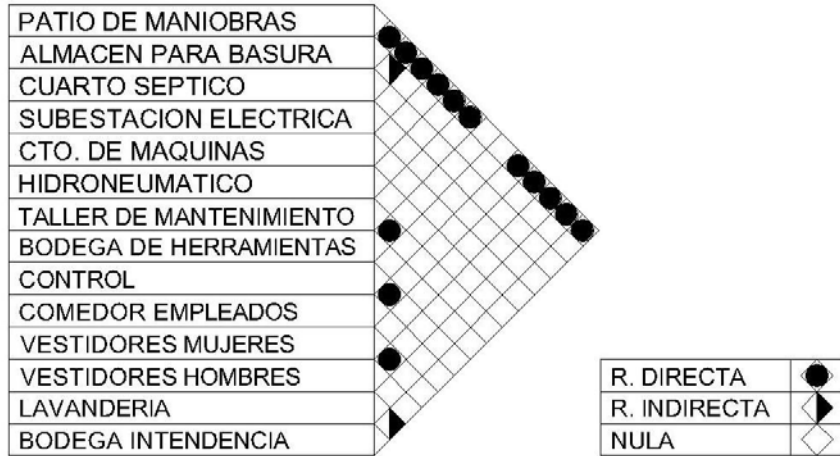 PATIO DE MANIOBRAS
ALMACEN PARA BASURA
CUARTO SEPTICO
SUBESTACION ELECTRICA
CTO. DE MAQUINAS
HIDRONEUMATICO
TALLER DE MANTENIMIENTO
BODEGA DE HERRAMIENTAS
CONTROL
COMEDOR EMPLEADOS
VESTIDORES MUJERES
VESTIDORES HOMBRES
LAVANDERIA
BODEGA INTENDENCIA
R. DIRECTA
R. INDIRECTA
NULA